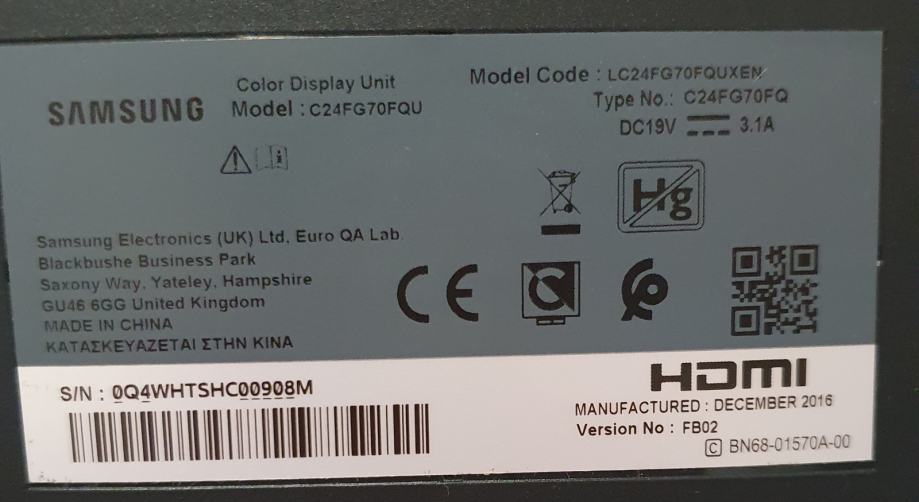 SAMSUNG
Color Display Unit
Model : C24FG70FQU
Model Code : LC24FG70FQUXEN
Type No.: C24FG70FQ
DC19V 3.1A
Hg
Samsung Electronics (UK) Ltd, Euro QA Lab.
Blackbushe Business Park
Saxony Way, Yateley, Hampshire
GU46 6GG United Kingdom
MADE IN CHINA
ΚΑΤΑΣΚΕΥΑΖΕΤΑΙ ΣΤΗΝ ΚΙΝΑ
CE
S/N : 0Q4WHTSHC00908M
HDMI
MANUFACTURED : DECEMBER 2016
Version No : FB02
C BN68-01570A-00